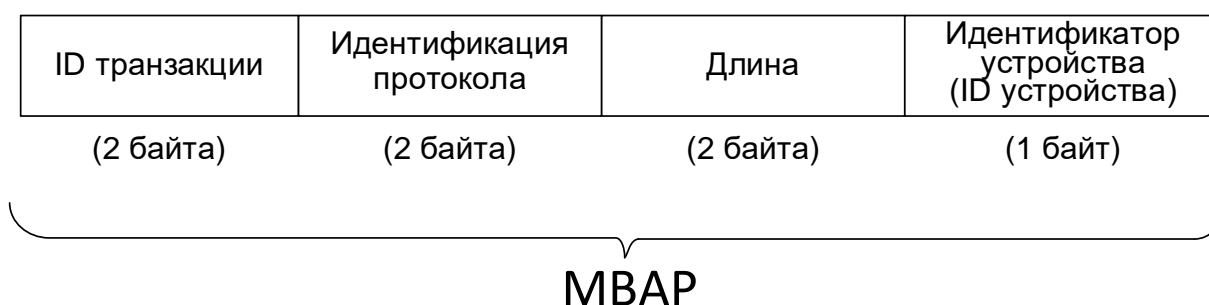 ID транзакции
Идентификация
протокола
Длина
Идентификатор
устройства
(ID устройства)
(2 байта)
(2 байта)
(2 байта)
(1 байт)
MBAP